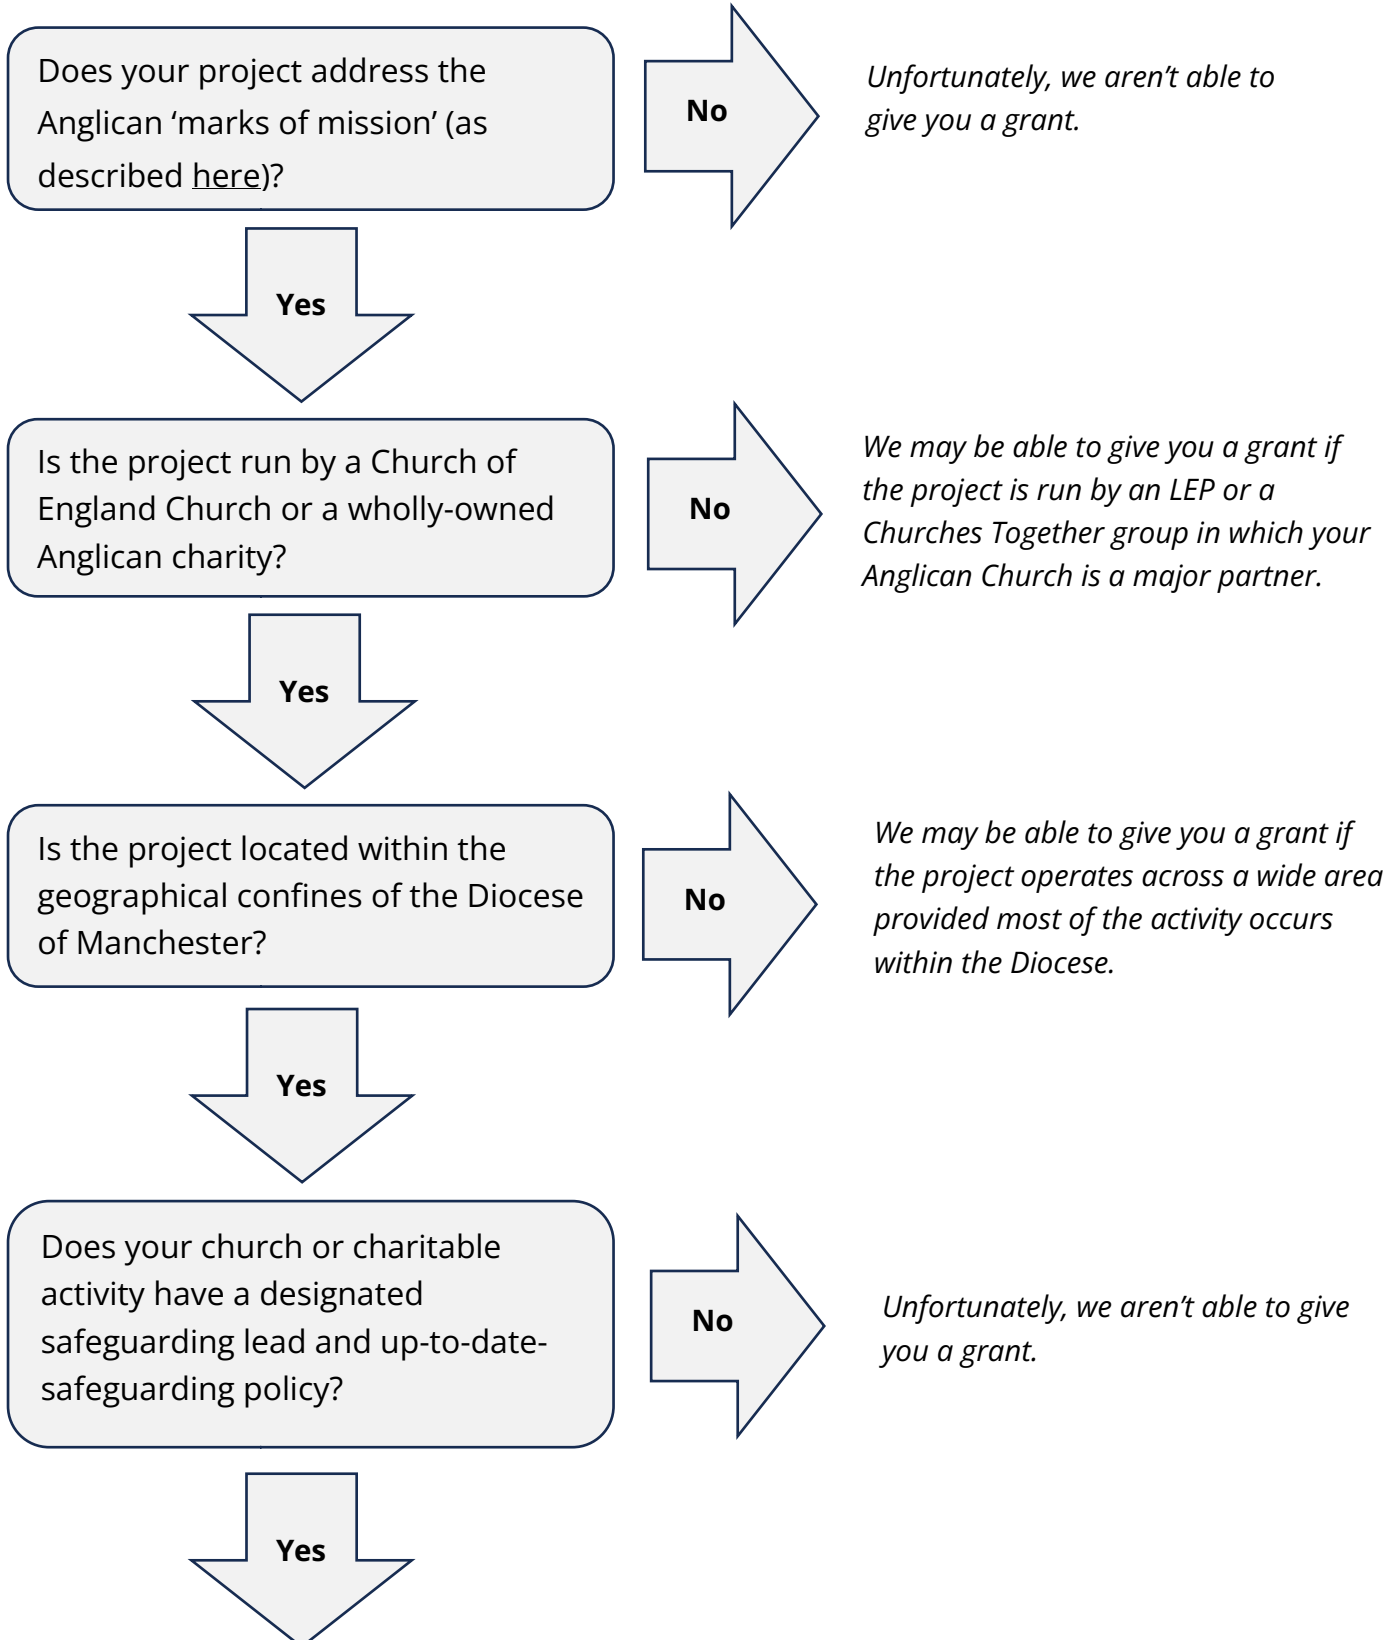 Does your project address the
Anglican ‘marks of mission’ (as
described here)?
No
Unfortunately, we aren’t able to
give you a grant.
Yes
Is the project run by a Church of
England Church or a wholly-owned
Anglican charity?
No
We may be able to give you a grant if
the project is run by an LEP or a
Churches Together group in which your
Anglican Church is a major partner.
Yes
Is the project located within the
geographical confines of the Diocese
of Manchester?
No
We may be able to give you a grant if
the project operates across a wide area
provided most of the activity occurs
within the Diocese.
Yes
Does your church or charitable
activity have a designated
safeguarding lead and up-to-date-
safeguarding policy?
No
Unfortunately, we aren’t able to give
you a grant.
Yes